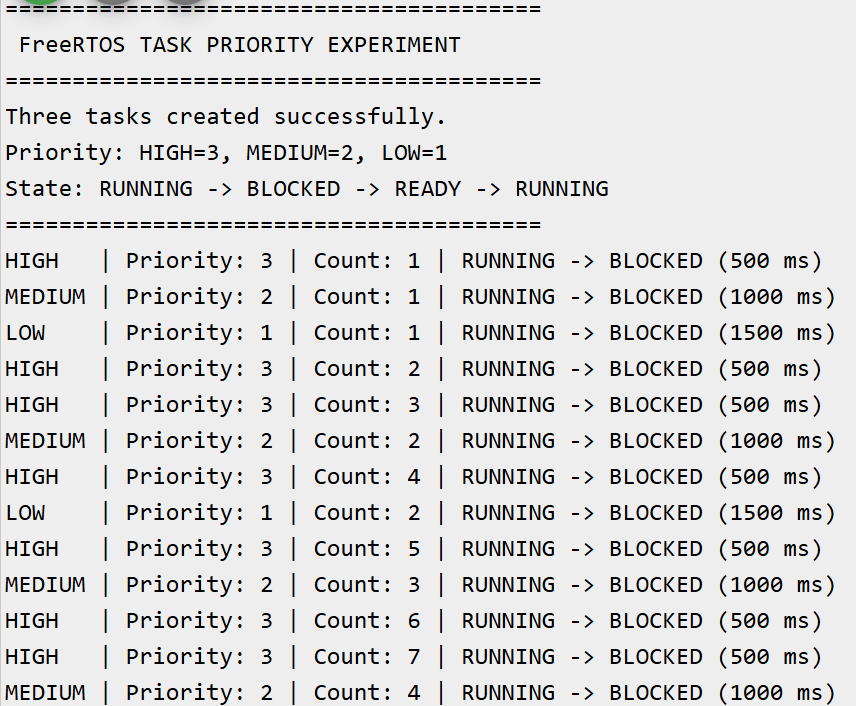 ========================================
 FreeRTOS TASK PRIORITY EXPERIMENT
========================================
Three tasks created successfully.
Priority: HIGH=3, MEDIUM=2, LOW=1
State: RUNNING -> BLOCKED -> READY -> RUNNING
========================================
HIGH   | Priority: 3 | Count: 1 | RUNNING -> BLOCKED (500 ms)
MEDIUM | Priority: 2 | Count: 1 | RUNNING -> BLOCKED (1000 ms)
LOW    | Priority: 1 | Count: 1 | RUNNING -> BLOCKED (1500 ms)
HIGH   | Priority: 3 | Count: 2 | RUNNING -> BLOCKED (500 ms)
HIGH   | Priority: 3 | Count: 3 | RUNNING -> BLOCKED (500 ms)
MEDIUM | Priority: 2 | Count: 2 | RUNNING -> BLOCKED (1000 ms)
HIGH   | Priority: 3 | Count: 4 | RUNNING -> BLOCKED (500 ms)
LOW    | Priority: 1 | Count: 2 | RUNNING -> BLOCKED (1500 ms)
HIGH   | Priority: 3 | Count: 5 | RUNNING -> BLOCKED (500 ms)
MEDIUM | Priority: 2 | Count: 3 | RUNNING -> BLOCKED (1000 ms)
HIGH   | Priority: 3 | Count: 6 | RUNNING -> BLOCKED (500 ms)
HIGH   | Priority: 3 | Count: 7 | RUNNING -> BLOCKED (500 ms)
MEDIUM | Priority: 2 | Count: 4 | RUNNING -> BLOCKED (1000 ms)